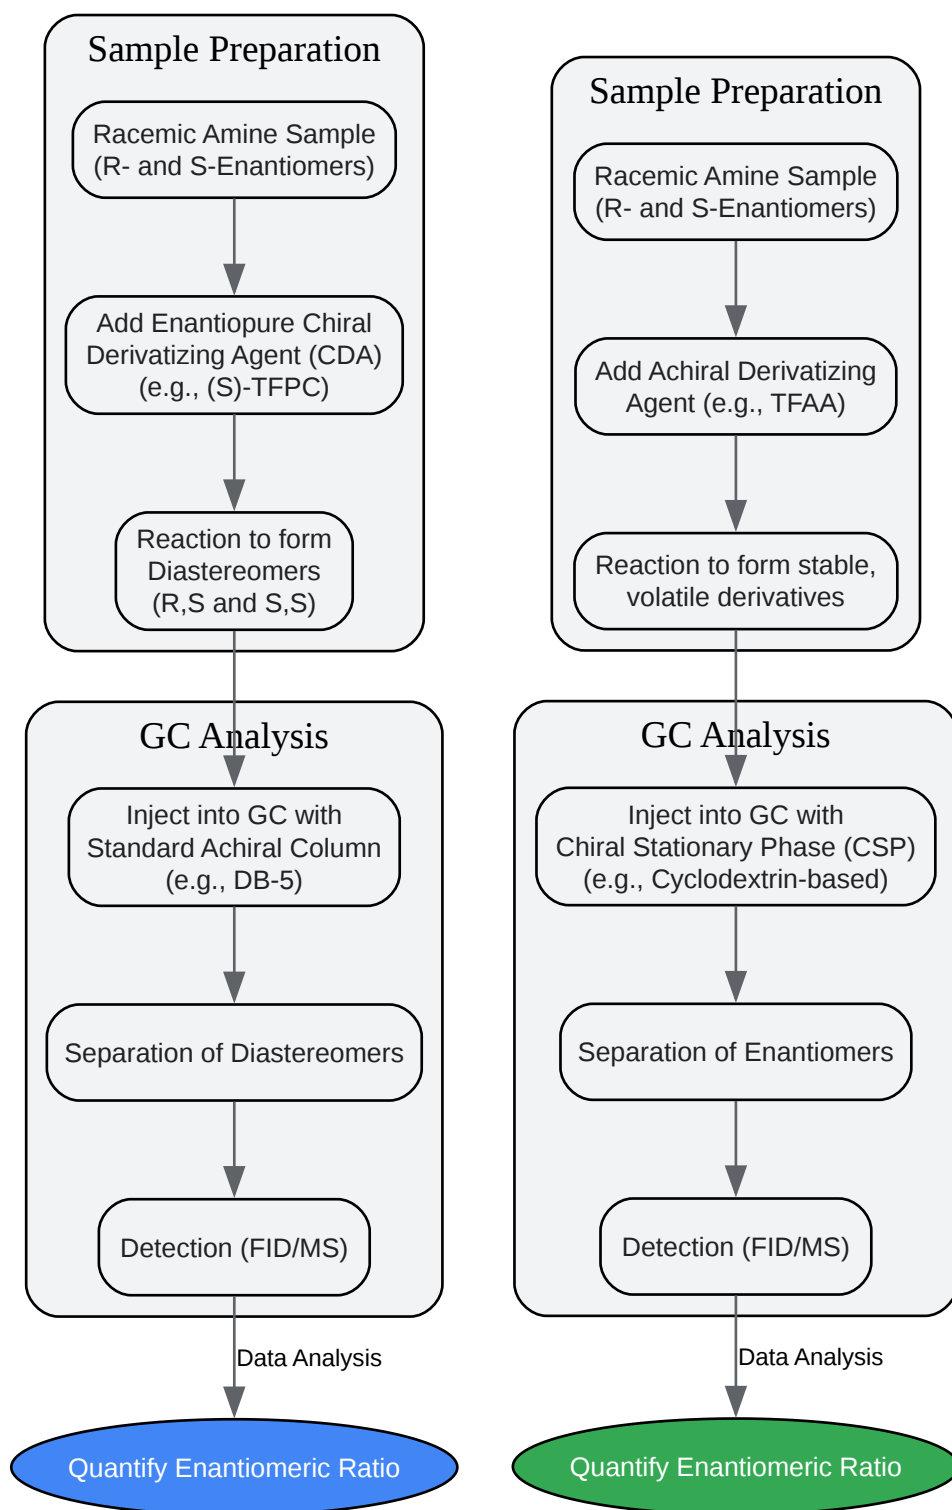 Sample Preparation
Racemic Amine Sample
(R- and S-Enantiomers)
Add Enantiopure Chiral
Derivatizing Agent (CDA)
(e.g., (S)-TFPC)
Reaction to form
Diastereomers
(R,S and S,S)
GC Analysis
Inject into GC with
Standard Achiral Column
(e.g., DB-5)
Separation of Diastereomers
Detection (FID/MS)
Data Analysis
Quantify Enantiomeric Ratio
Sample Preparation
Racemic Amine Sample
(R- and S-Enantiomers)
Add Achiral Derivatizing
Agent (e.g., TFAA)
Reaction to form stable,
volatile derivatives
GC Analysis
Inject into GC with
Chiral Stationary Phase (CSP)
(e.g., Cyclodextrin-based)
Separation of Enantiomers
Detection (FID/MS)
Data Analysis
Quantify Enantiomeric Ratio